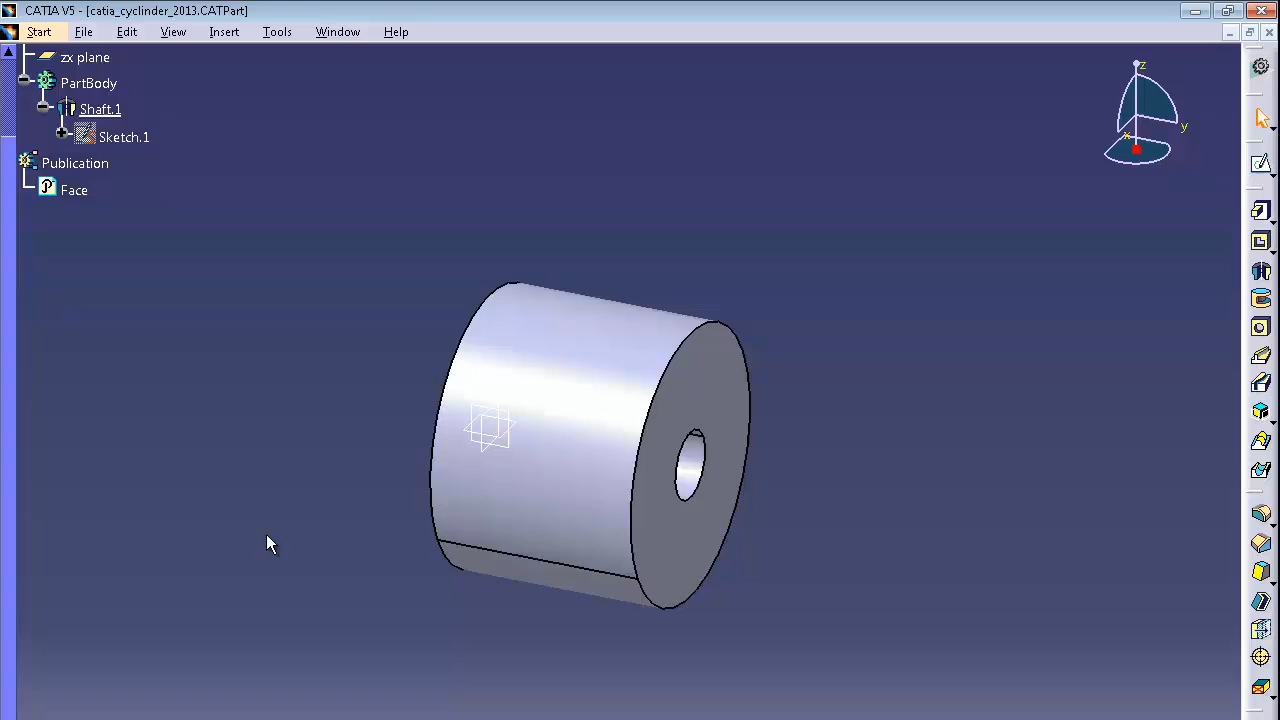 CATIA V5 - [catia_cyclinder_2013.CATPart]
Start File Edit View Insert Tools Window Help
zx plane
PartBody
Shaft.1
Sketch.1
Publication
Face
z
y
x